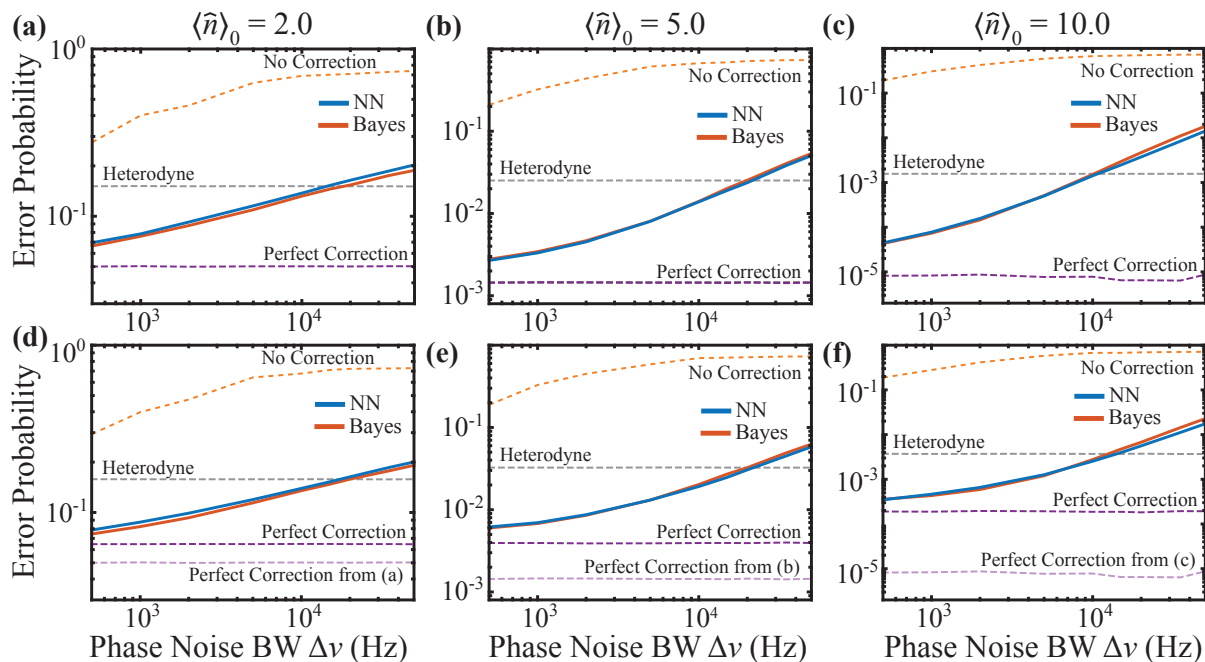 (a) ⟨n̂⟩₀ = 2.0 (b) ⟨n̂⟩₀ = 5.0 (c) ⟨n̂⟩₀ = 10.0
Error Probability
10⁰
10⁻¹
No Correction
NN
Bayes
Heterodyne
Perfect Correction
10³ 10⁴
10⁻¹
10⁻²
10⁻³
No Correction
NN
Bayes
Heterodyne
Perfect Correction
10³ 10⁴
10⁻¹
10⁻³
10⁻⁵
No Correction
NN
Bayes
Heterodyne
Perfect Correction
10³ 10⁴
(d)
Error Probability
10⁰
10⁻¹
No Correction
NN
Bayes
Heterodyne
Perfect Correction
Perfect Correction from (a)
10³ 10⁴
Phase Noise BW Δν (Hz)
(e)
10⁻¹
10⁻²
10⁻³
No Correction
NN
Bayes
Heterodyne
Perfect Correction
Perfect Correction from (b)
10³ 10⁴
Phase Noise BW Δν (Hz)
(f)
10⁻¹
10⁻³
10⁻⁵
No Correction
NN
Bayes
Heterodyne
Perfect Correction
Perfect Correction from (c)
10³ 10⁴
Phase Noise BW Δν (Hz)